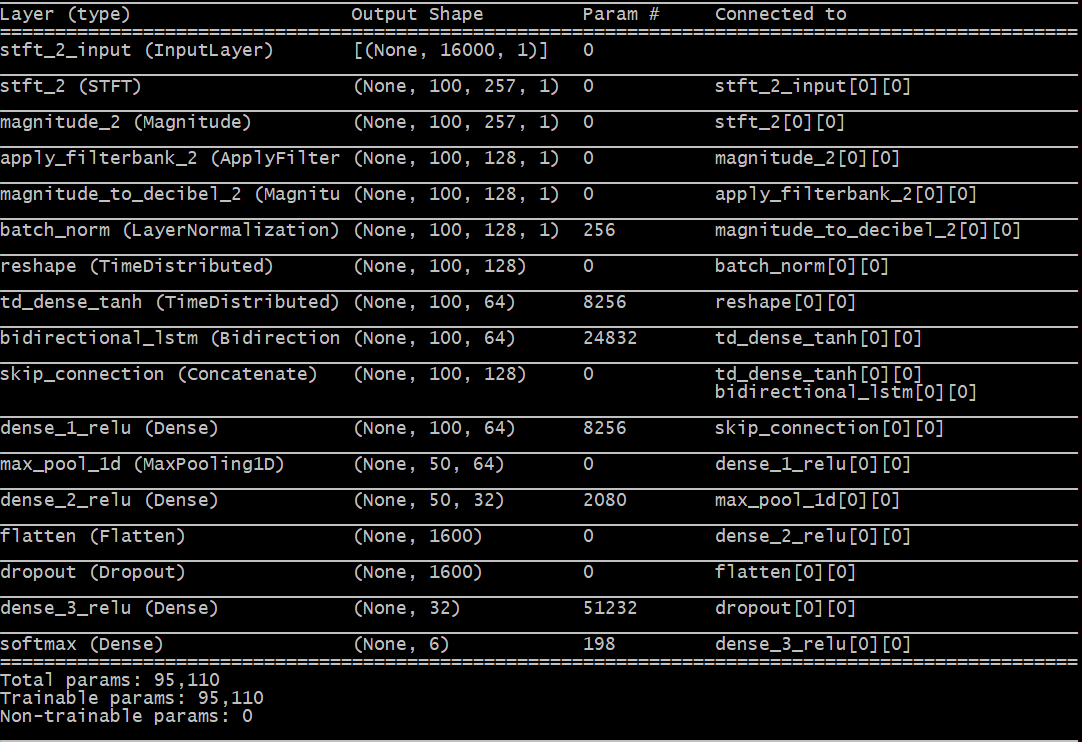 Layer (type)                    Output Shape         Param #     Connected to
==================================================================================================
stft_2_input (InputLayer)       [(None, 16000, 1)]   0
stft_2 (STFT)                   (None, 100, 257, 1)  0           stft_2_input[0][0]
magnitude_2 (Magnitude)         (None, 100, 257, 1)  0           stft_2[0][0]
apply_filterbank_2 (ApplyFilter (None, 100, 128, 1)  0           magnitude_2[0][0]
magnitude_to_decibel_2 (Magnitu (None, 100, 128, 1)  0           apply_filterbank_2[0][0]
batch_norm (LayerNormalization) (None, 100, 128, 1)  256         magnitude_to_decibel_2[0][0]
reshape (TimeDistributed)       (None, 100, 128)     0           batch_norm[0][0]
td_dense_tanh (TimeDistributed) (None, 100, 64)      8256        reshape[0][0]
bidirectional_lstm (Bidirection (None, 100, 64)      24832       td_dense_tanh[0][0]
skip_connection (Concatenate)   (None, 100, 128)     0           td_dense_tanh[0][0]
                                                                 bidirectional_lstm[0][0]
dense_1_relu (Dense)            (None, 100, 64)      8256        skip_connection[0][0]
max_pool_1d (MaxPooling1D)      (None, 50, 64)       0           dense_1_relu[0][0]
dense_2_relu (Dense)            (None, 50, 32)       2080        max_pool_1d[0][0]
flatten (Flatten)               (None, 1600)         0           dense_2_relu[0][0]
dropout (Dropout)               (None, 1600)         0           flatten[0][0]
dense_3_relu (Dense)            (None, 32)           51232       dropout[0][0]
softmax (Dense)                 (None, 6)            198         dense_3_relu[0][0]
==================================================================================================
Total params: 95,110
Trainable params: 95,110
Non-trainable params: 0